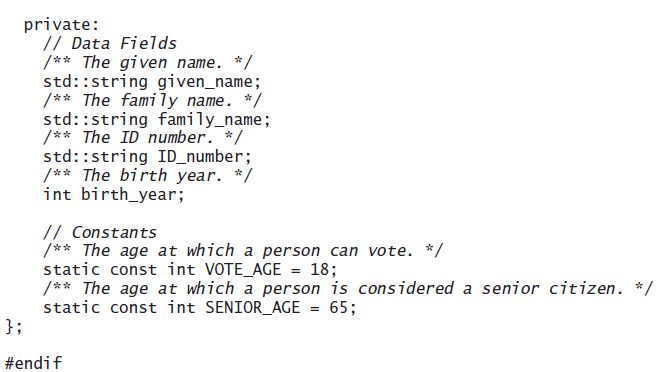 private:
// Data Fields
/** The given name. */
std::string given_name;
/** The family name. */
std::string family_name;
/** The ID number. */
std::string ID_number;
/** The birth year. */
int birth_year;
// Constants
/** The age at which a person can vote. */
static const int VOTE_AGE = 18;
/** The age at which a person is considered a senior citizen. */
static const int SENIOR_AGE = 65;
};
#endif